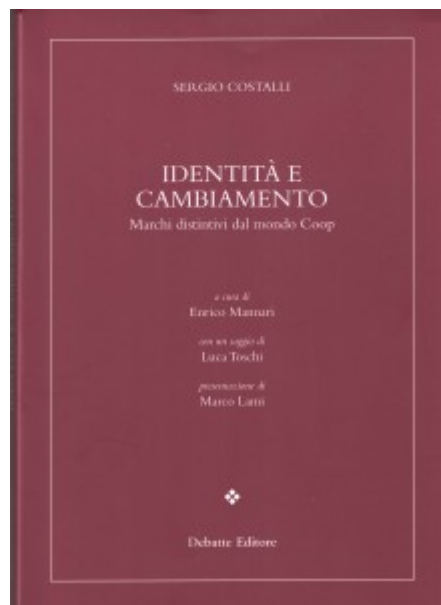 SERGIO COSTALLI
IDENTITÀ E
CAMBIAMENTO
Marchi distintivi dal mondo Coop
a cura di
Enrico Mannari
con un saggio di
Luca Toschi
presentazione di
Marco Lami
Debatte Editore